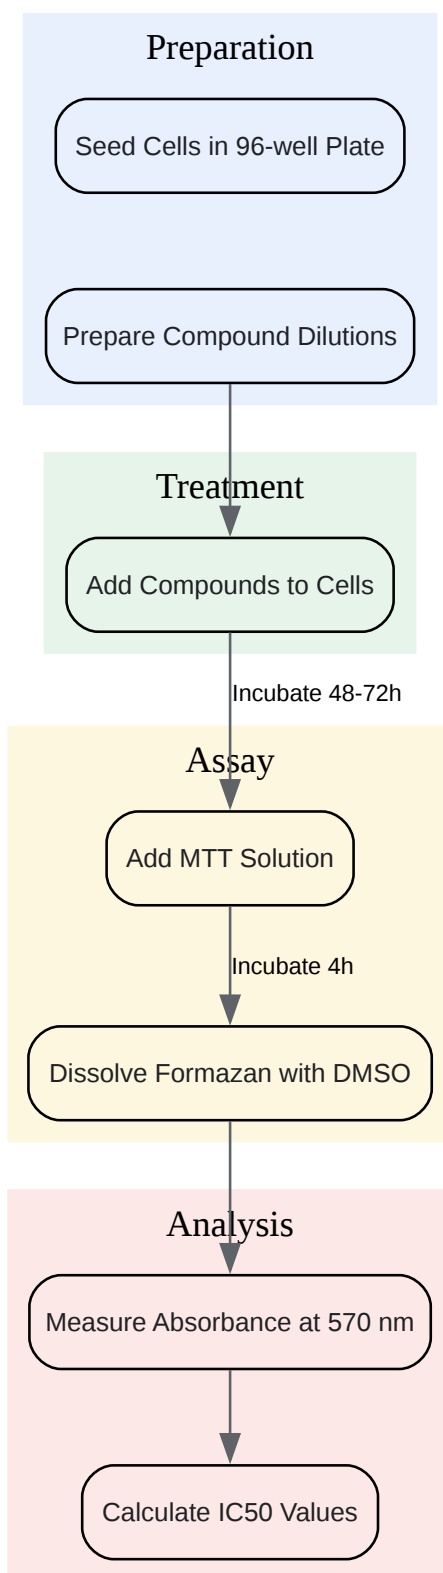 Preparation
Seed Cells in 96-well Plate
Prepare Compound Dilutions
Treatment
Add Compounds to Cells
Incubate 48-72h
Assay
Add MTT Solution
Incubate 4h
Dissolve Formazan with DMSO
Analysis
Measure Absorbance at 570 nm
Calculate IC50 Values